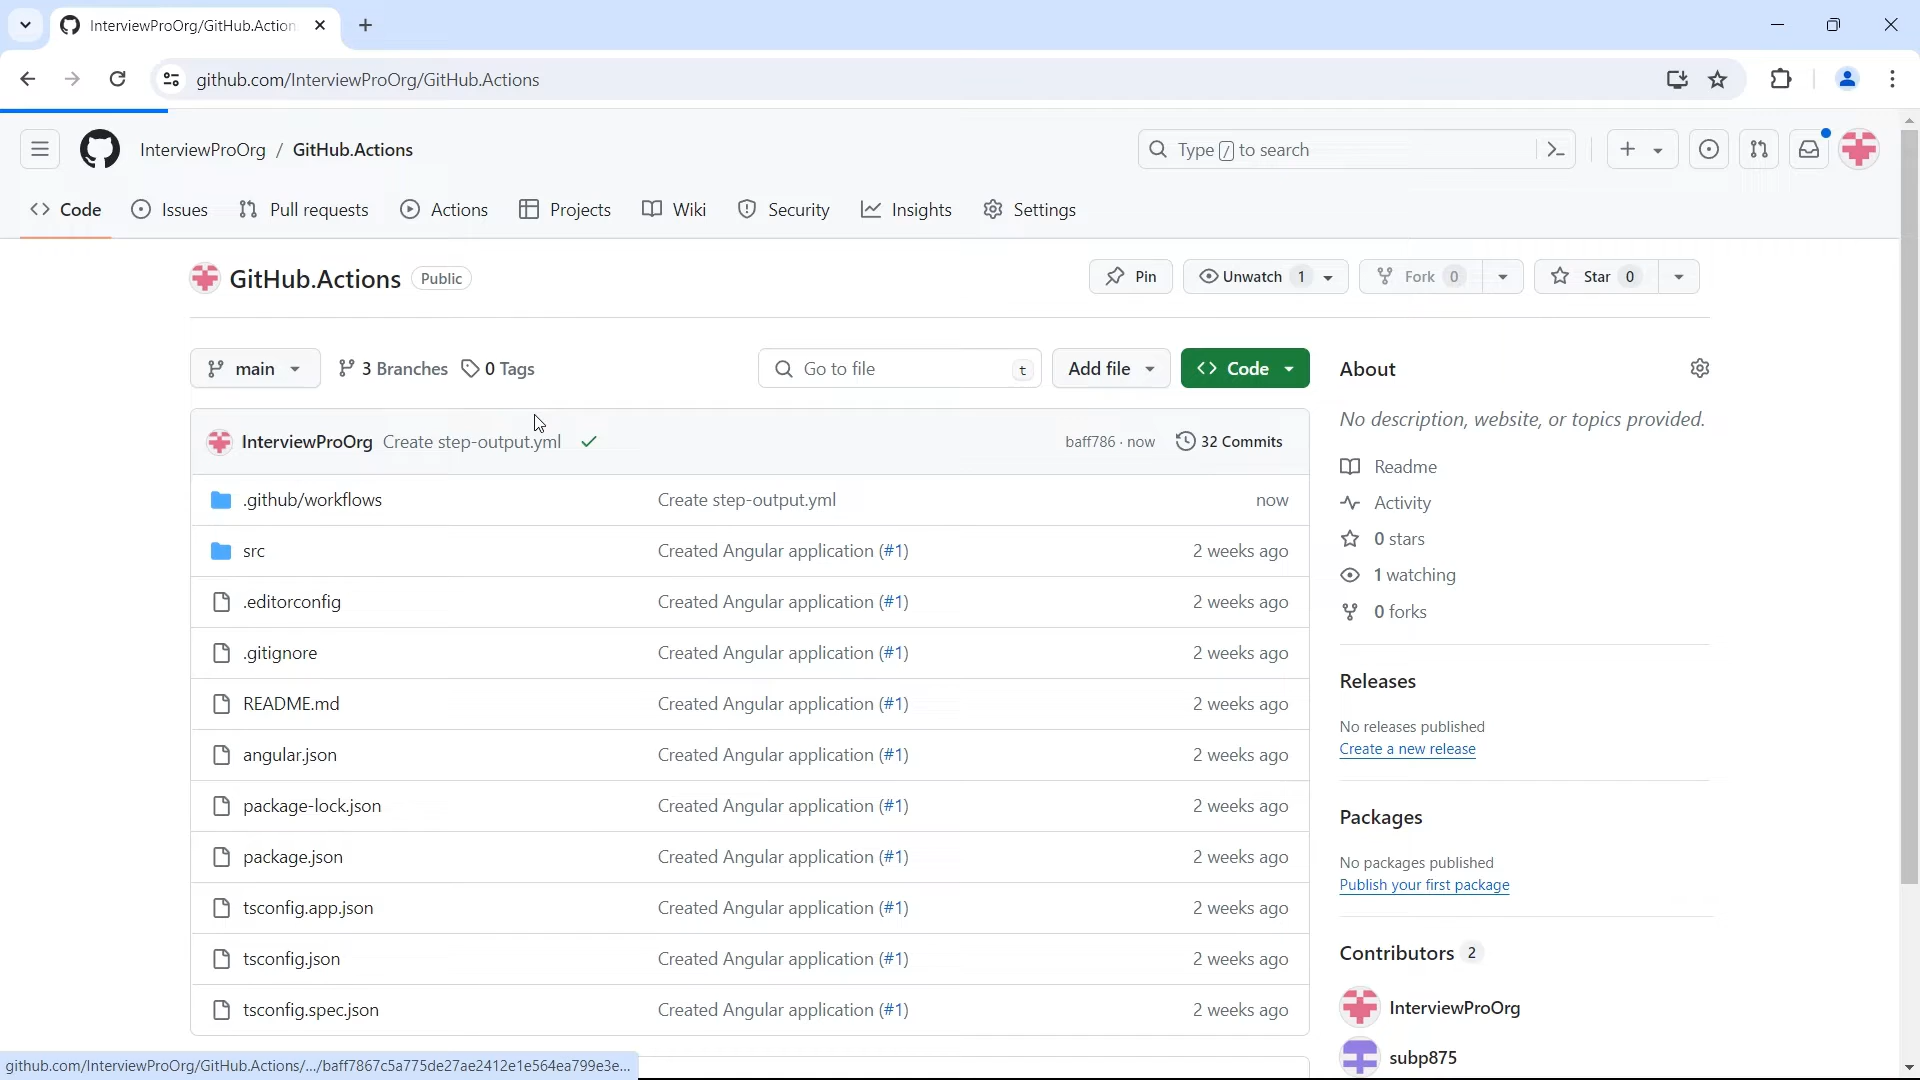 InterviewProOrg/GitHub.Action
github.com/InterviewProOrg/GitHub.Actions
InterviewProOrg / GitHub.Actions
Type / to search
Code Issues Pull requests Actions Projects Wiki Security Insights Settings
GitHub.Actions Public
Pin Unwatch 1 Fork 0 Star 0
main 3 Branches 0 Tags Go to file t Add file Code
InterviewProOrg Create step-output.yml baff786 · now 32 Commits
.github/workflows Create step-output.yml now
src Created Angular application (#1) 2 weeks ago
.editorconfig Created Angular application (#1) 2 weeks ago
.gitignore Created Angular application (#1) 2 weeks ago
README.md Created Angular application (#1) 2 weeks ago
angular.json Created Angular application (#1) 2 weeks ago
package-lock.json Created Angular application (#1) 2 weeks ago
package.json Created Angular application (#1) 2 weeks ago
tsconfig.app.json Created Angular application (#1) 2 weeks ago
tsconfig.json Created Angular application (#1) 2 weeks ago
tsconfig.spec.json Created Angular application (#1) 2 weeks ago
About
No description, website, or topics provided.
Readme
Activity
0 stars
1 watching
0 forks
Releases
No releases published
Create a new release
Packages
No packages published
Publish your first package
Contributors 2
InterviewProOrg
subp875
github.com/InterviewProOrg/GitHub.Actions/.../baff7867c5a775de27ae2412e1e564ea799e3e...